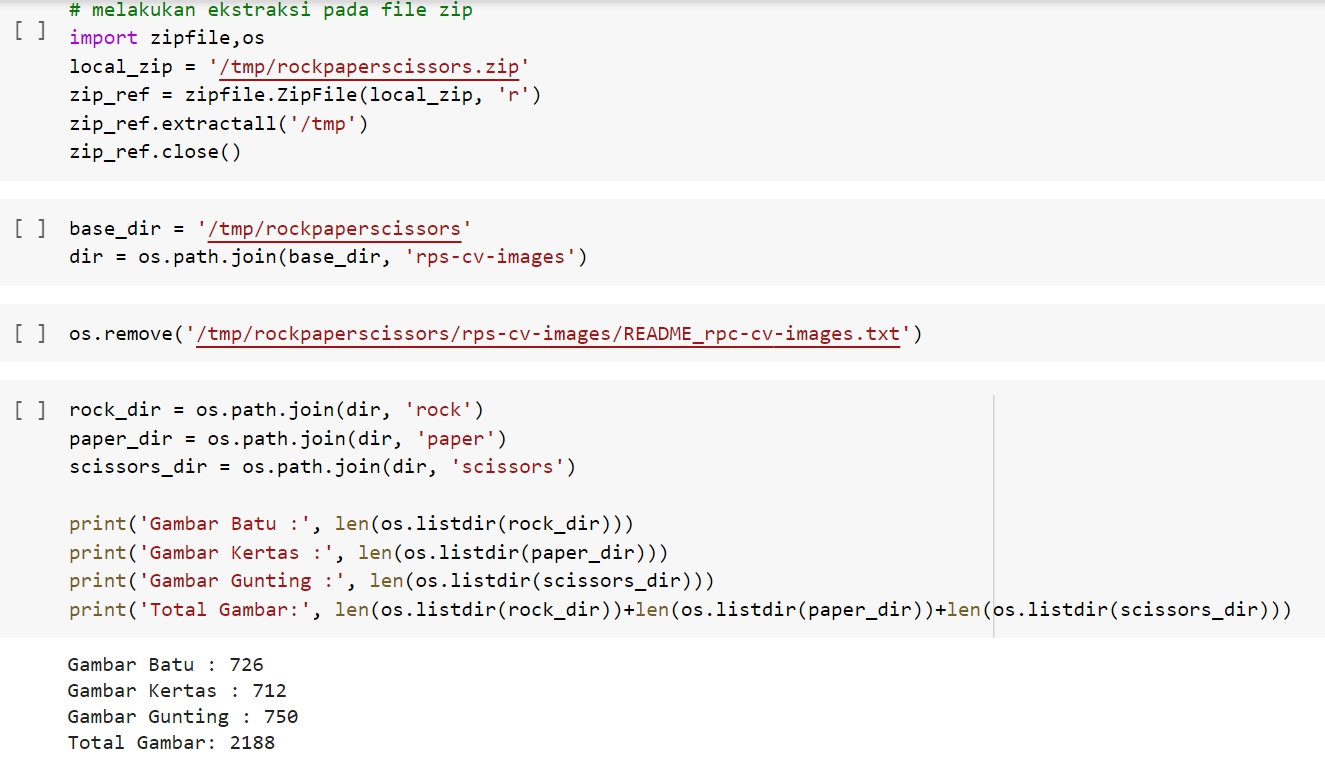 # melakukan ekstraksi pada file zip
[ ] import zipfile,os
local_zip = '/tmp/rockpaperscissors.zip'
zip_ref = zipfile.ZipFile(local_zip, 'r')
zip_ref.extractall('/tmp')
zip_ref.close()
[ ] base_dir = '/tmp/rockpaperscissors'
dir = os.path.join(base_dir, 'rps-cv-images')
[ ] os.remove('/tmp/rockpaperscissors/rps-cv-images/README_rpc-cv-images.txt')
[ ] rock_dir = os.path.join(dir, 'rock')
paper_dir = os.path.join(dir, 'paper')
scissors_dir = os.path.join(dir, 'scissors')
print('Gambar Batu :', len(os.listdir(rock_dir)))
print('Gambar Kertas :', len(os.listdir(paper_dir)))
print('Gambar Gunting :', len(os.listdir(scissors_dir)))
print('Total Gambar:', len(os.listdir(rock_dir))+len(os.listdir(paper_dir))+len(os.listdir(scissors_dir)))
Gambar Batu : 726
Gambar Kertas : 712
Gambar Gunting : 750
Total Gambar: 2188